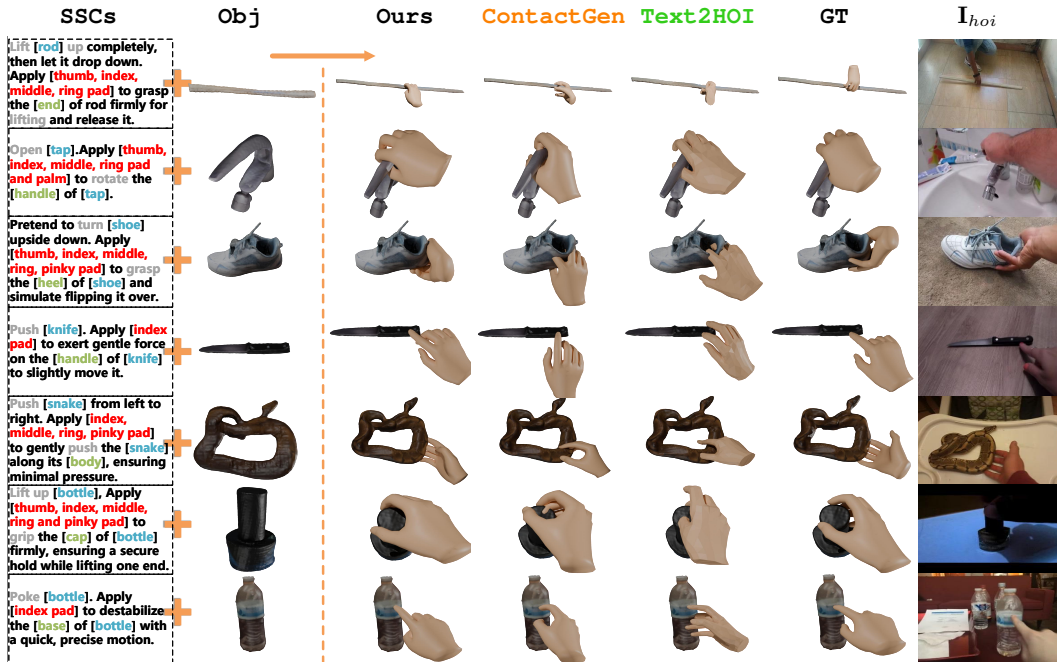 SSCs Obj Ours ContactGen Text2HOI GT I_hoi
Lift [rod] up completely,
then let it drop down.
Apply [thumb, index,
middle, ring pad] to grasp
the [end] of rod firmly for
lifting and release it.
Open [tap].Apply [thumb,
index, middle, ring pad
and palm] to rotate the
[handle] of [tap].
Pretend to turn [shoe]
upside down. Apply
[thumb, index, middle,
ring, pinky pad] to grasp
the [heel] of [shoe] and
simulate flipping it over.
Push [knife]. Apply [index
pad] to exert gentle force
on the [handle] of [knife]
to slightly move it.
Push [snake] from left to
right. Apply [index,
middle, ring, pinky pad]
to gently push the [snake]
along its [body], ensuring
minimal pressure.
Lift up [bottle], Apply
[thumb, index, middle,
ring and pinky pad] to
grip the [cap] of [bottle]
firmly, ensuring a secure
hold while lifting one end.
Poke [bottle]. Apply
[index pad] to destabilize
the [base] of [bottle] with
a quick, precise motion.